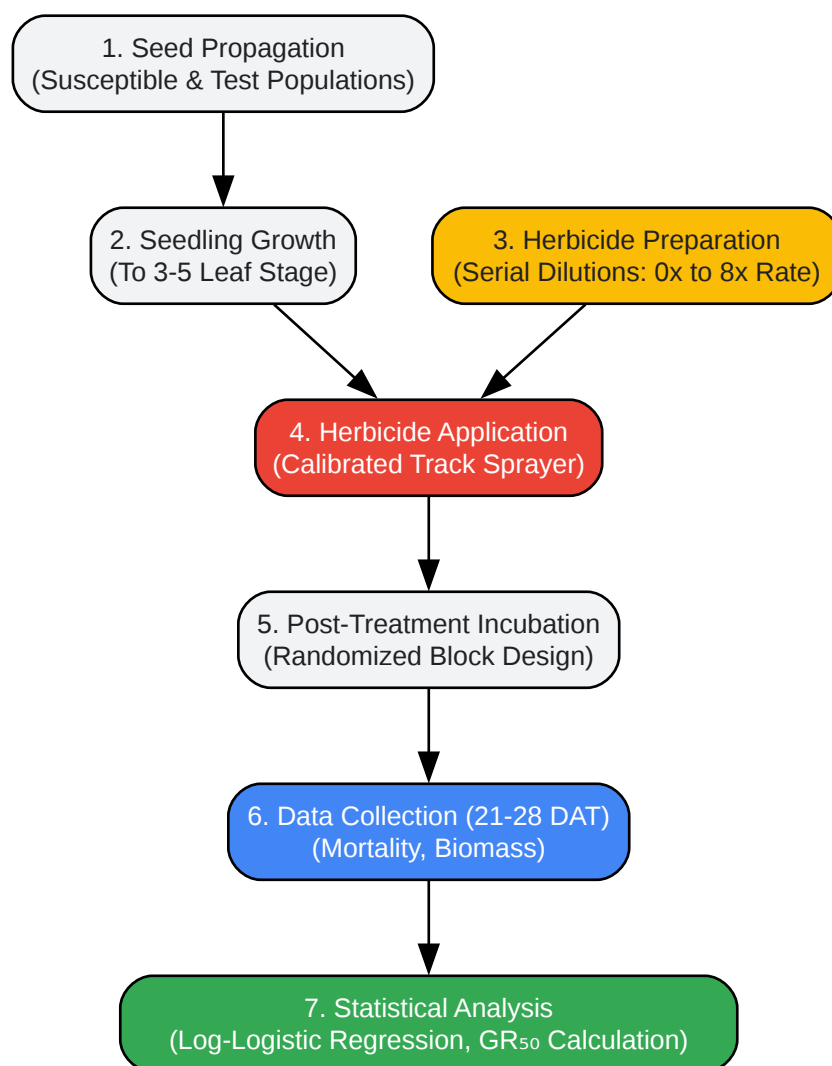 1. Seed Propagation
(Susceptible & Test Populations)
2. Seedling Growth
(To 3-5 Leaf Stage)
3. Herbicide Preparation
(Serial Dilutions: 0x to 8x Rate)
4. Herbicide Application
(Calibrated Track Sprayer)
5. Post-Treatment Incubation
(Randomized Block Design)
6. Data Collection (21-28 DAT)
(Mortality, Biomass)
7. Statistical Analysis
(Log-Logistic Regression, GR₅₀ Calculation)